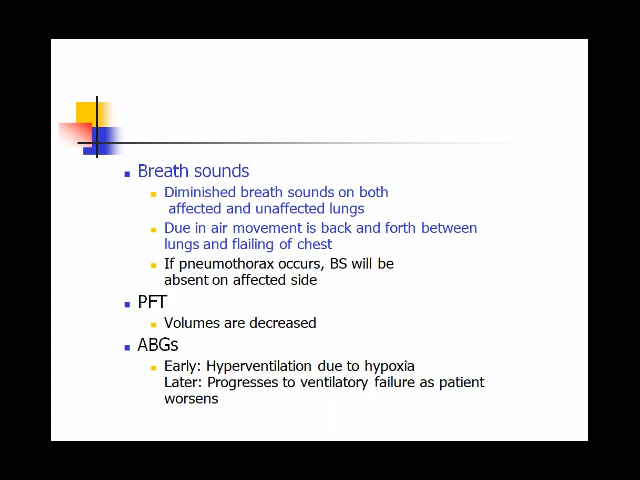 Breath sounds
Diminished breath sounds on both
affected and unaffected lungs
Due in air movement is back and forth between
lungs and flailing of chest
If pneumothorax occurs, BS will be
absent on affected side
PFT
Volumes are decreased
ABGs
Early: Hyperventilation due to hypoxia
Later: Progresses to ventilatory failure as patient
worsens